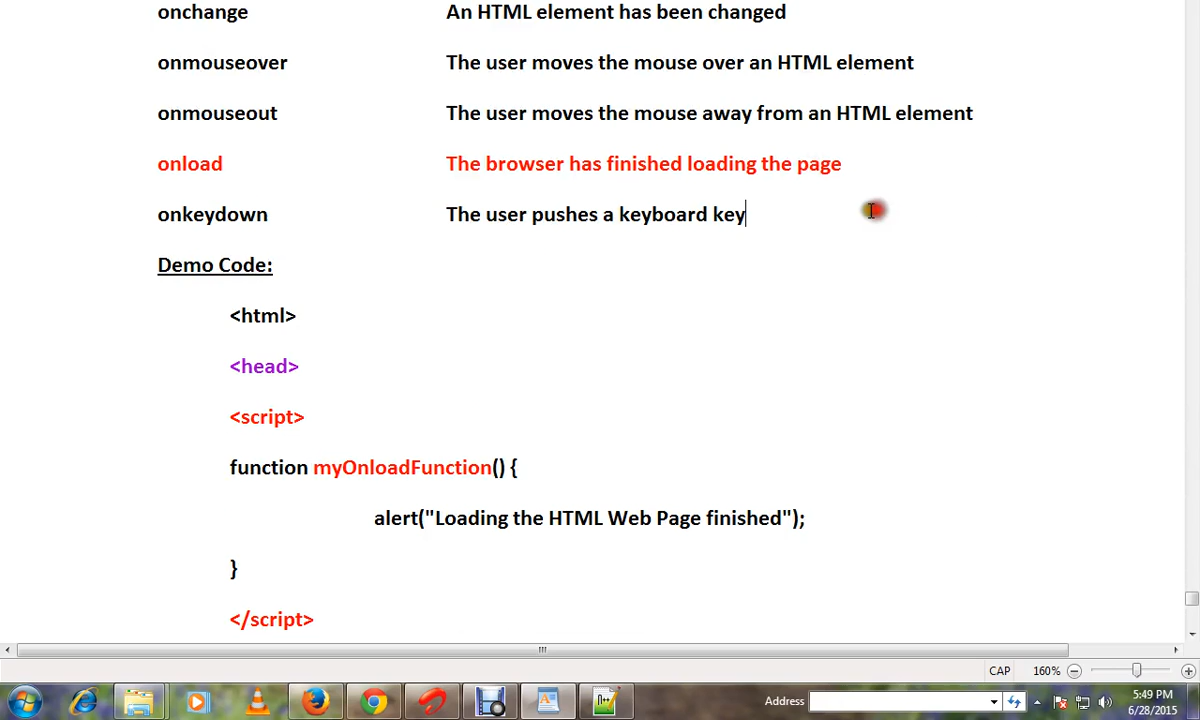 onchange An HTML element has been changed
onmouseover The user moves the mouse over an HTML element
onmouseout The user moves the mouse away from an HTML element
onload The browser has finished loading the page
onkeydown The user pushes a keyboard key
Demo Code:
<html>
<head>
<script>
function myOnloadFunction() {
alert("Loading the HTML Web Page finished");
}
</script>
CAP 160%
Address 5:49 PM
6/28/2015